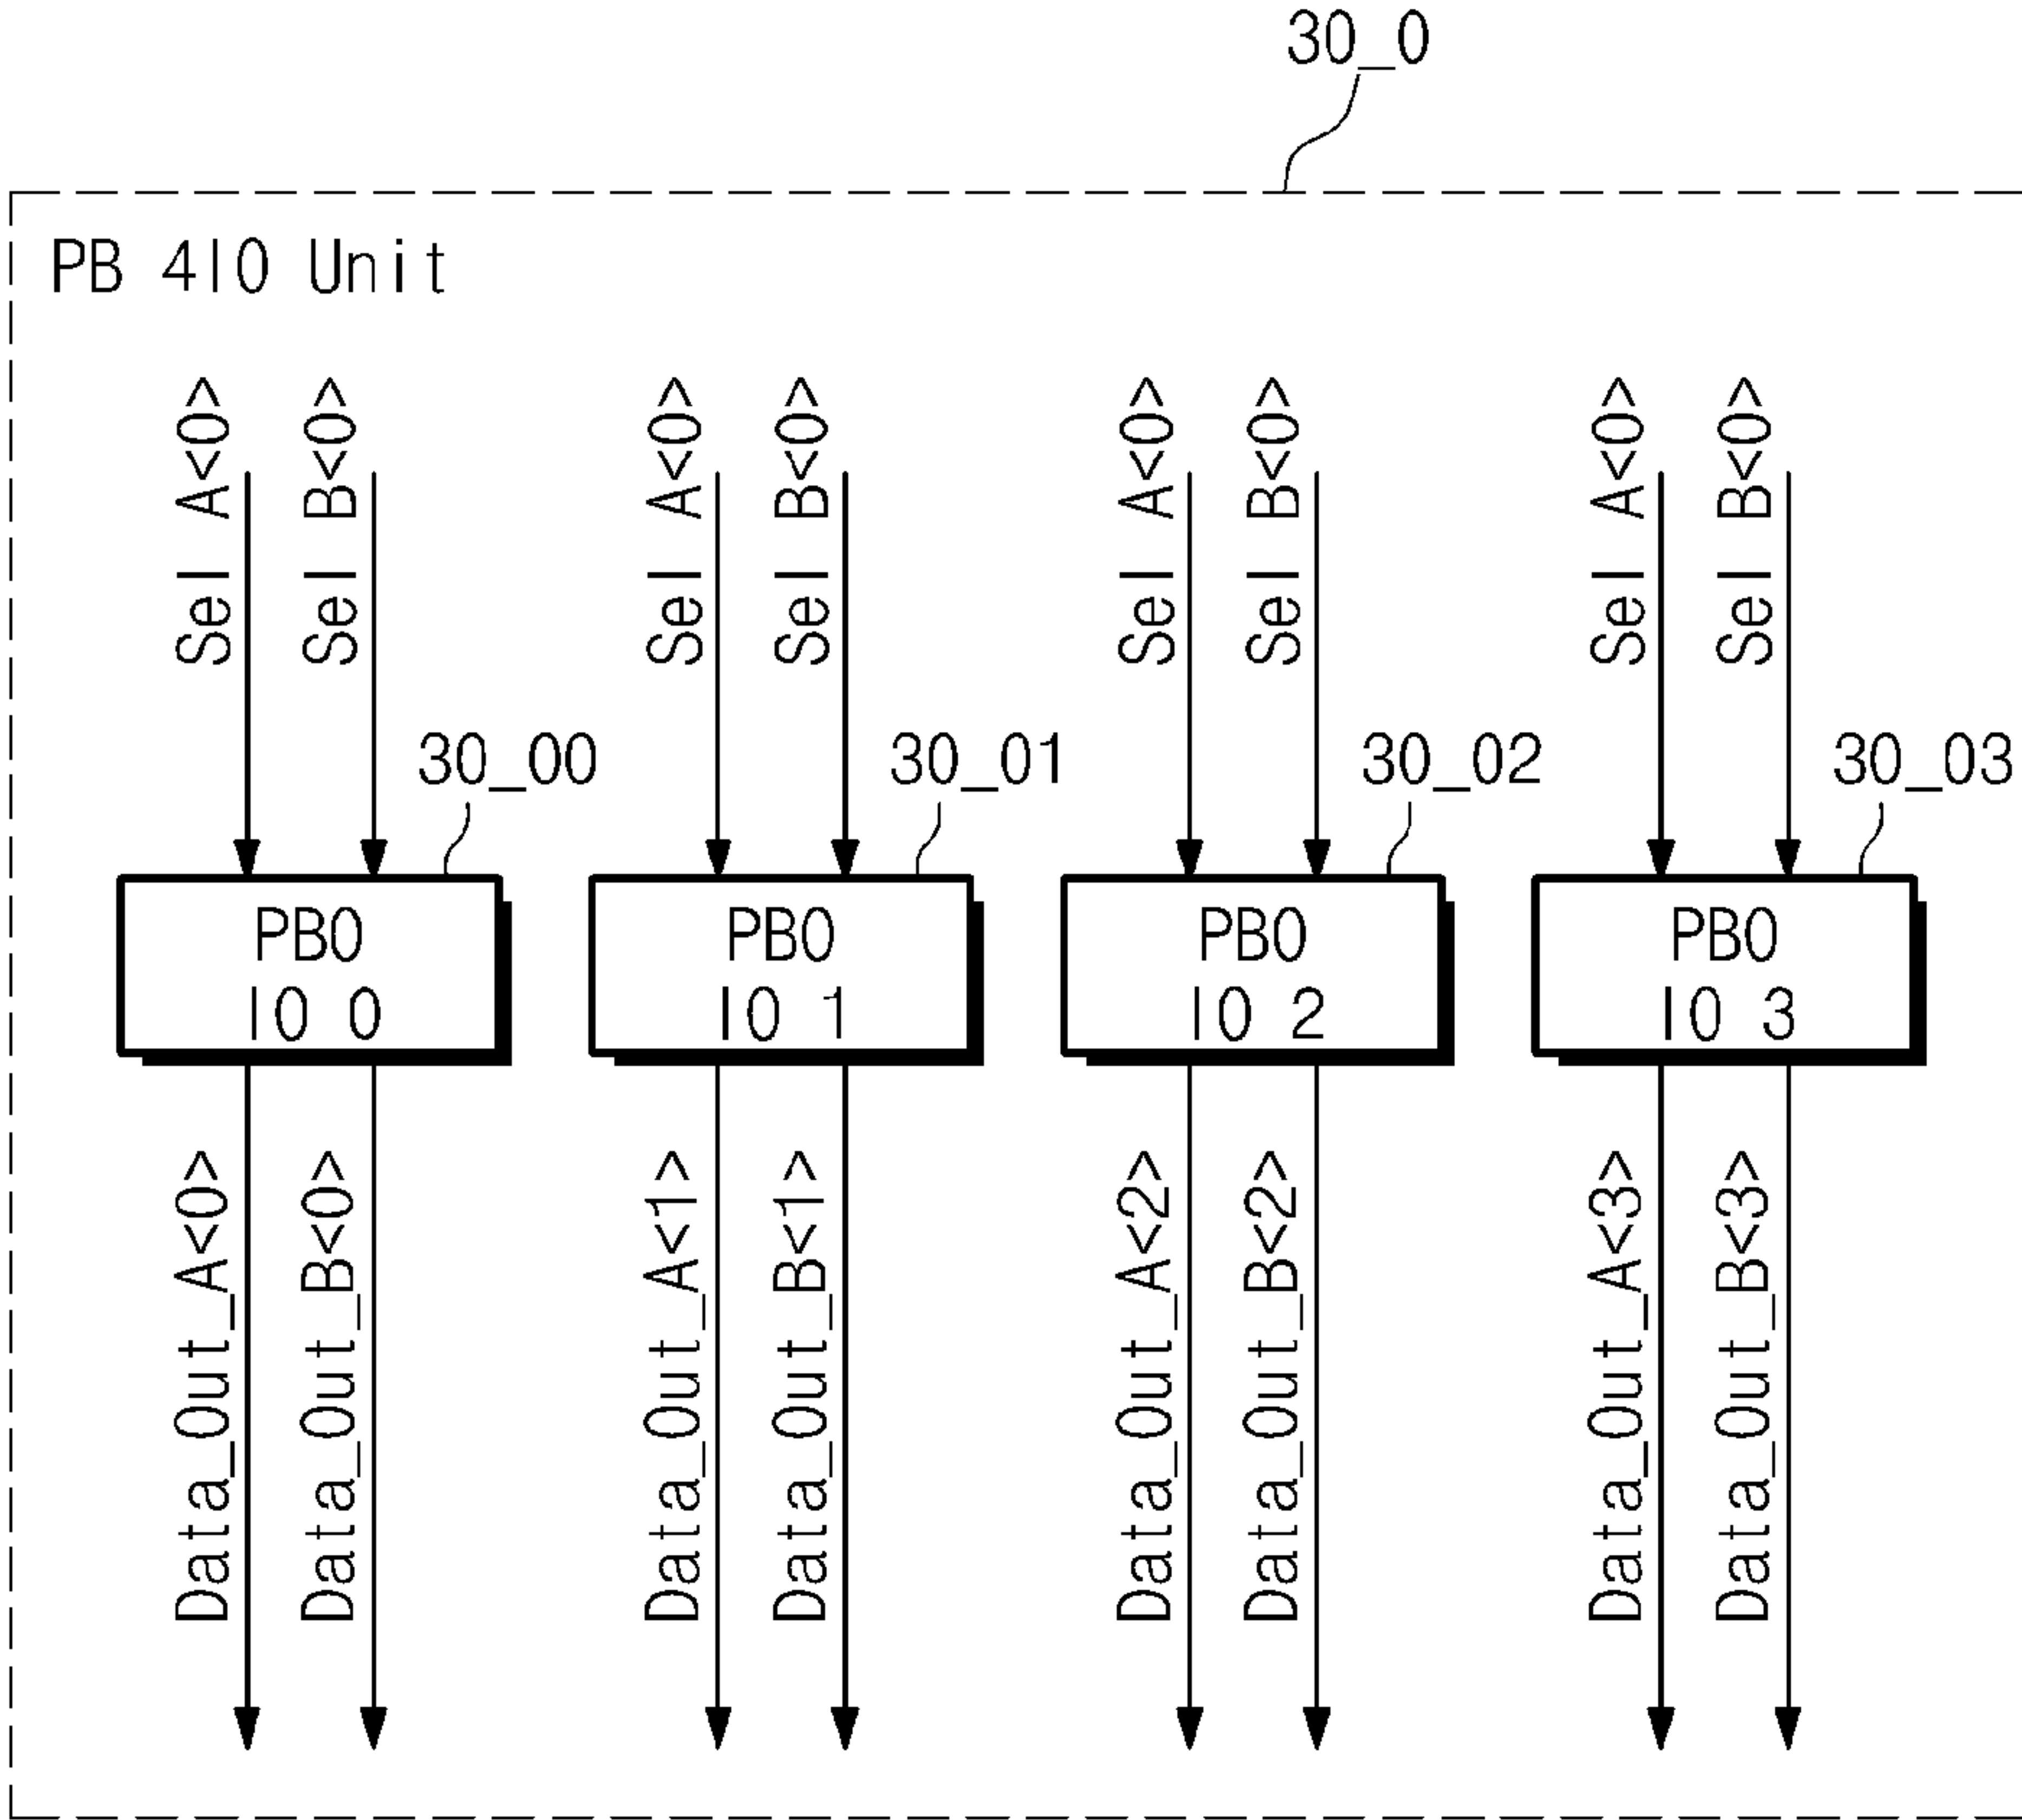 30_0
PB 4IO Unit
Sel A<0>
Sel B<0>
Sel A<0>
Sel B<0>
Sel A<0>
Sel B<0>
Sel A<0>
Sel B<0>
30_00
30_01
30_02
30_03
PB0
IO 0
PB0
IO 1
PB0
IO 2
PB0
IO 3
Data_Out_A<0>
Data_Out_B<0>
Data_Out_A<1>
Data_Out_B<1>
Data_Out_A<2>
Data_Out_B<2>
Data_Out_A<3>
Data_Out_B<3>